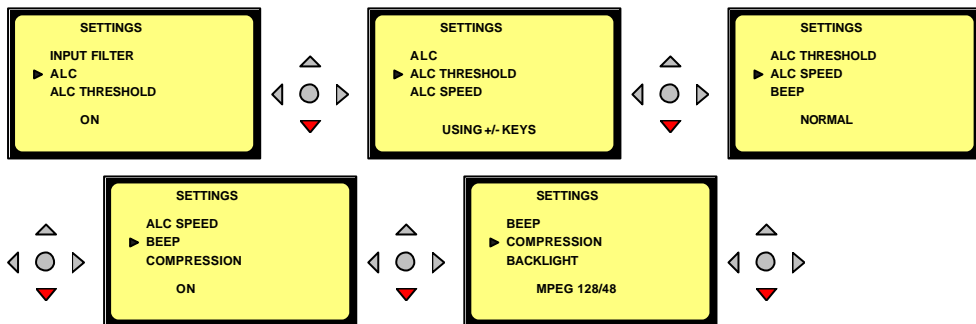 SETTINGS
INPUT FILTER
ALC
ALC THRESHOLD
ON
SETTINGS
ALC
ALC THRESHOLD
ALC SPEED
USING +/- KEYS
SETTINGS
ALC THRESHOLD
ALC SPEED
BEEP
NORMAL
SETTINGS
ALC SPEED
BEEP
COMPRESSION
ON
SETTINGS
BEEP
COMPRESSION
BACKLIGHT
MPEG 128/48